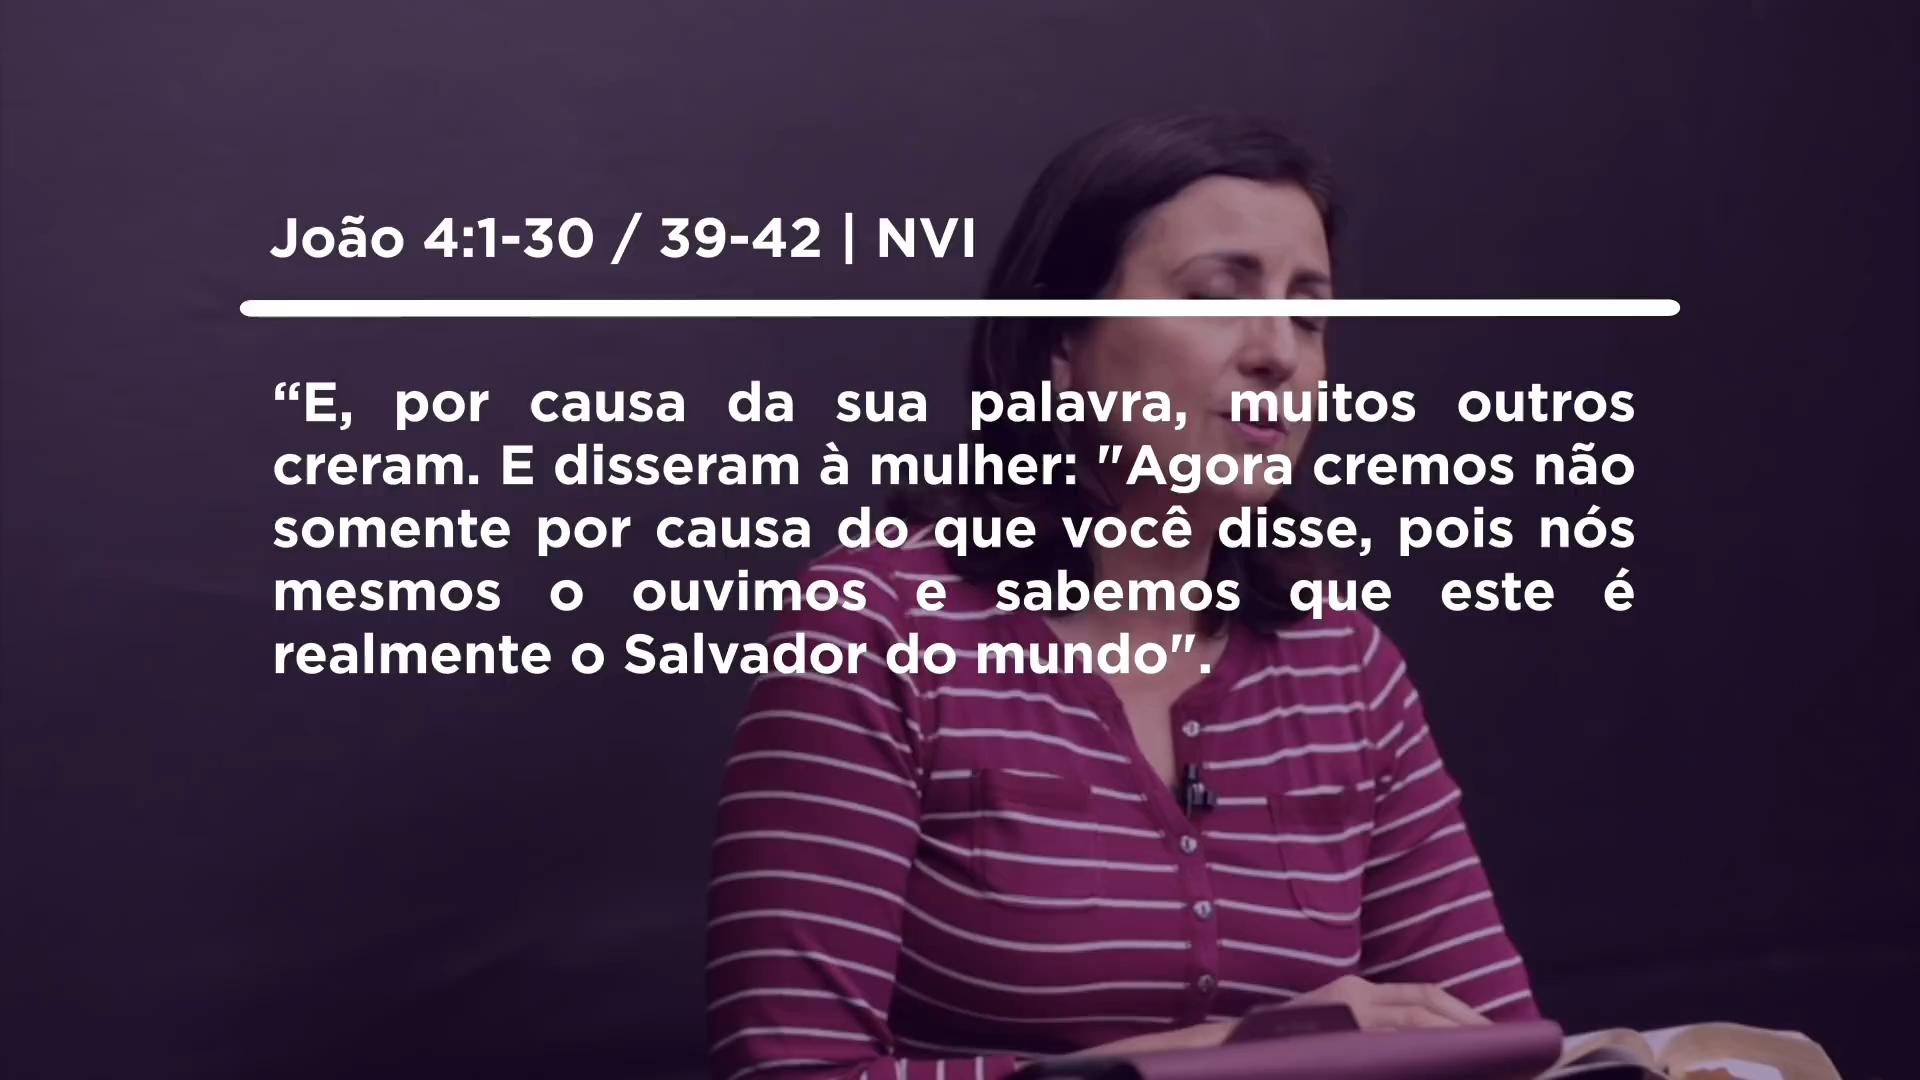 João 4:1-30 / 39-42 | NVI
“E, por causa da sua palavra, muitos outros
creram. E disseram à mulher: "Agora cremos não
somente por causa do que você disse, pois nós
mesmos o ouvimos e sabemos que este é
realmente o Salvador do mundo".